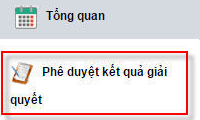 Tổng quan
Phê duyệt kết quả giải
quyết